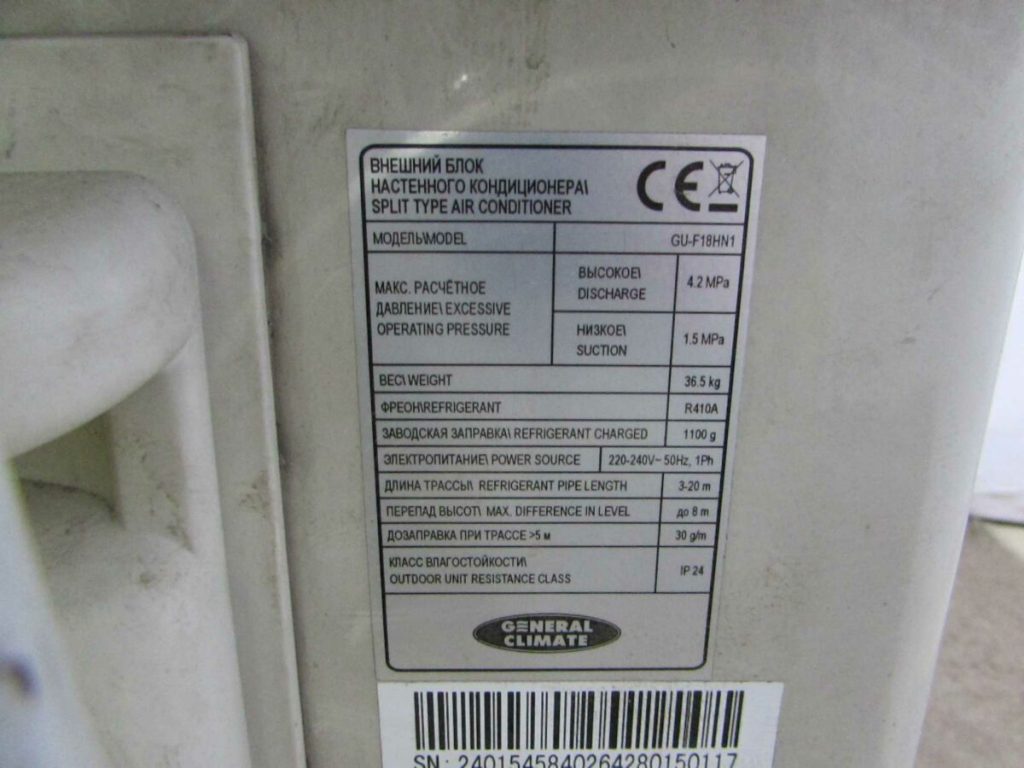 ВНЕШНИЙ БЛОК
НАСТЕННОГО КОНДИЦИОНЕРА\
SPLIT TYPE AIR CONDITIONER
CE
МОДЕЛЬ\MODEL GU-F18HN1
МАКС. РАСЧЁТНОЕ
ДАВЛЕНИЕ\ EXCESSIVE
OPERATING PRESSURE
ВЫСОКОЕ\
DISCHARGE
4.2 MPa
НИЗКОЕ\
SUCTION
1.5 MPa
ВЕС\ WEIGHT 36.5 kg
ФРЕОН\REFRIGERANT R410A
ЗАВОДСКАЯ ЗАПРАВКА\ REFRIGERANT CHARGED 1100 g
ЭЛЕКТРОПИТАНИЕ\ POWER SOURCE 220-240V~ 50Hz, 1Ph
ДЛИНА ТРАССЫ\ REFRIGERANT PIPE LENGTH 3-20 m
ПЕРЕПАД ВЫСОТ\ MAX. DIFFERENCE IN LEVEL до 8 m
ДОЗАПРАВКА ПРИ ТРАССЕ >5 м 30 g/m
КЛАСС ВЛАГОСТОЙКОСТИ\
OUTDOOR UNIT RESISTANCE CLASS
IP 24
GENERAL
CLIMATE
SN : 2401545840264280150117